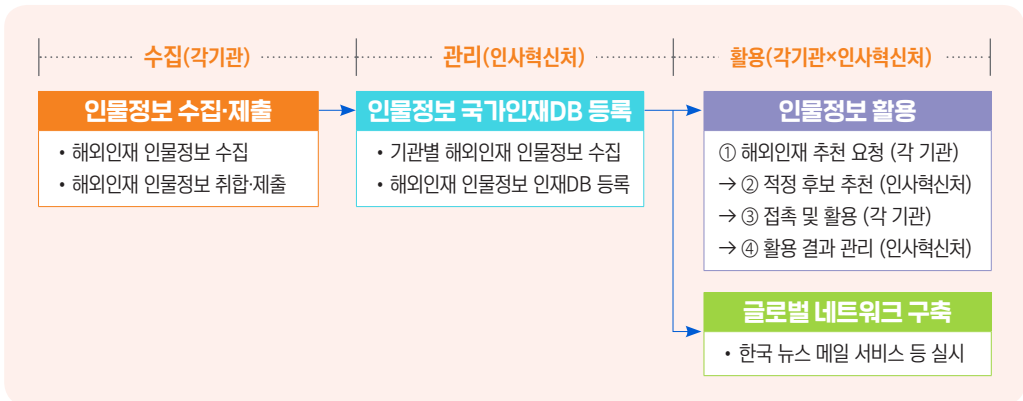 수집(각기관)
관리(인사혁신처)
활용(각기관×인사혁신처)
인물정보 수집·제출
• 해외인재 인물정보 수집
• 해외인재 인물정보 취합·제출
인물정보 국가인재DB 등록
• 기관별 해외인재 인물정보 수집
• 해외인재 인물정보 인재DB 등록
인물정보 활용
① 해외인재 추천 요청 (각 기관)
→ ② 적정 후보 추천 (인사혁신처)
→ ③ 접촉 및 활용 (각 기관)
→ ④ 활용 결과 관리 (인사혁신처)
글로벌 네트워크 구축
• 한국 뉴스 메일 서비스 등 실시